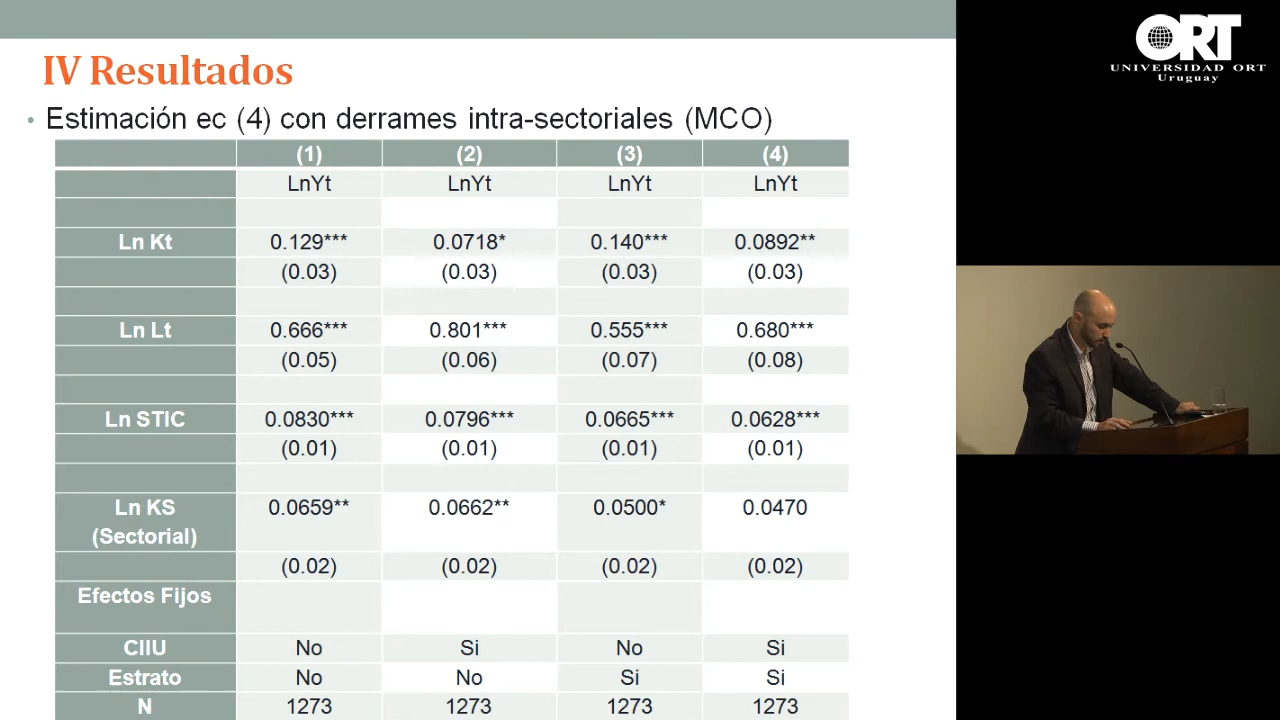 IV Resultados
• Estimación ec (4) con derrames intra-sectoriales (MCO)
(1) (2) (3) (4)
LnYt LnYt LnYt LnYt
Ln Kt 0.129*** 0.0718* 0.140*** 0.0892**
(0.03) (0.03) (0.03) (0.03)
Ln Lt 0.666*** 0.801*** 0.555*** 0.680***
(0.05) (0.06) (0.07) (0.08)
Ln STIC 0.0830*** 0.0796*** 0.0665*** 0.0628***
(0.01) (0.01) (0.01) (0.01)
Ln KS 0.0659** 0.0662** 0.0500* 0.0470
(Sectorial)
(0.02) (0.02) (0.02) (0.02)
Efectos Fijos
CIIU No Si No Si
Estrato No No Si Si
N 1273 1273 1273 1273
ORT
UNIVERSIDAD ORT
Uruguay